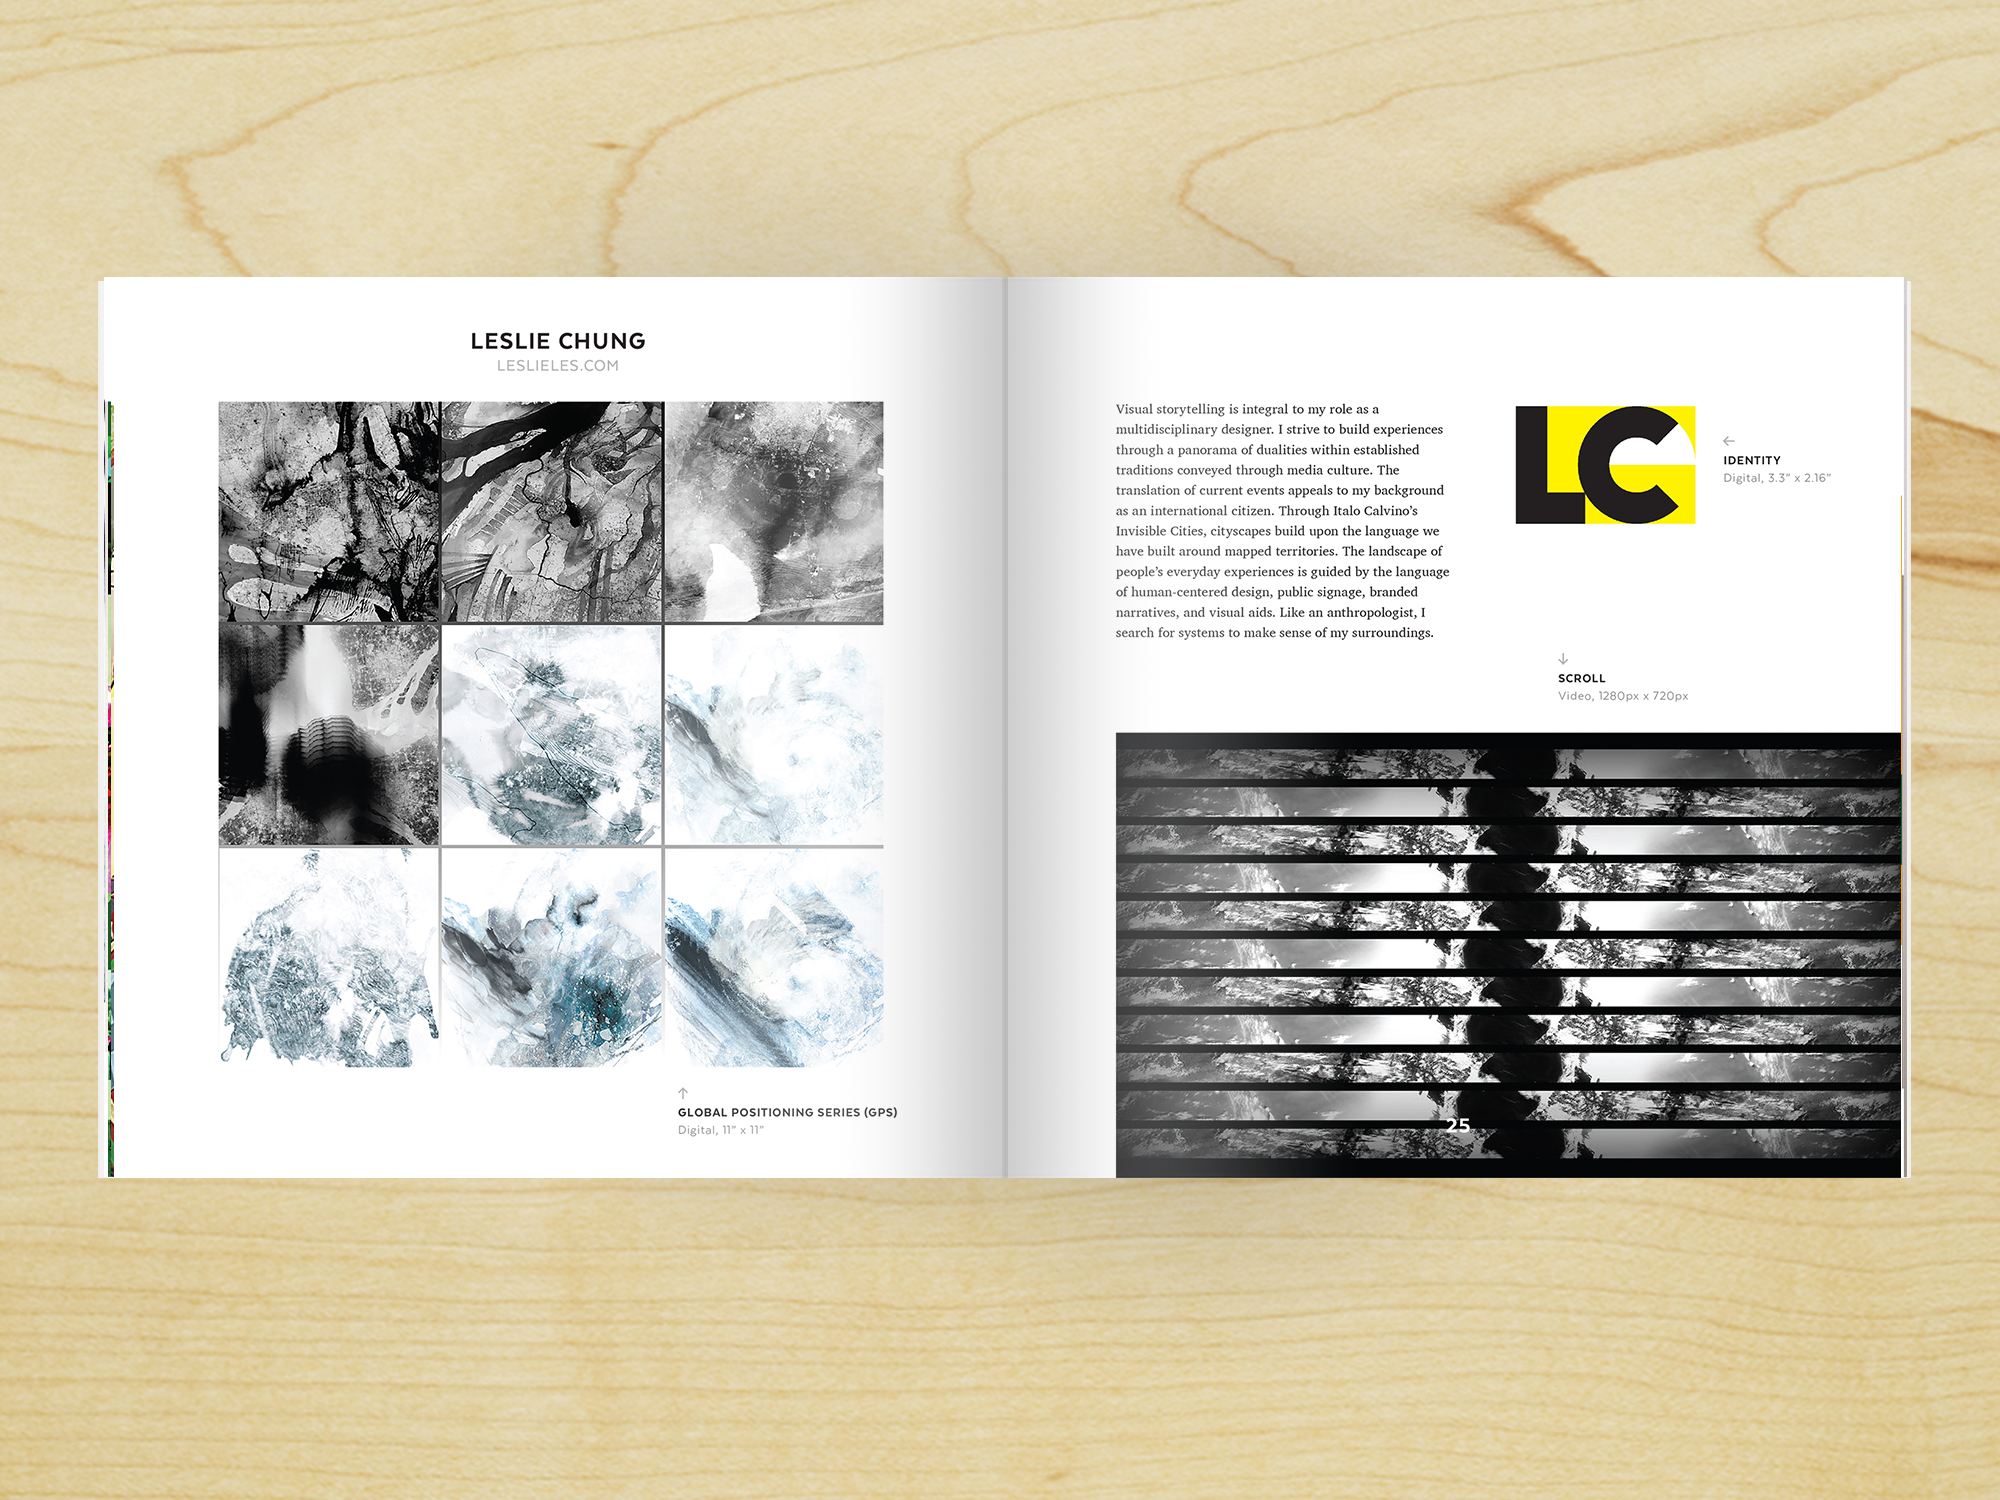 LESLIE CHUNG
LESLIELES.COM
↑
GLOBAL POSITIONING SERIES (GPS)
Digital, 11” x 11”
Visual storytelling is integral to my role as a
multidisciplinary designer. I strive to build experiences
through a panorama of dualities within established
traditions conveyed through media culture. The
translation of current events appeals to my background
as an international citizen. Through Italo Calvino’s
Invisible Cities, cityscapes build upon the language we
have built around mapped territories. The landscape of
people’s everyday experiences is guided by the language
of human-centered design, public signage, branded
narratives, and visual aids. Like an anthropologist, I
search for systems to make sense of my surroundings.
LC
←
IDENTITY
Digital, 3.3” x 2.16”
↓
SCROLL
Video, 1280px x 720px
25